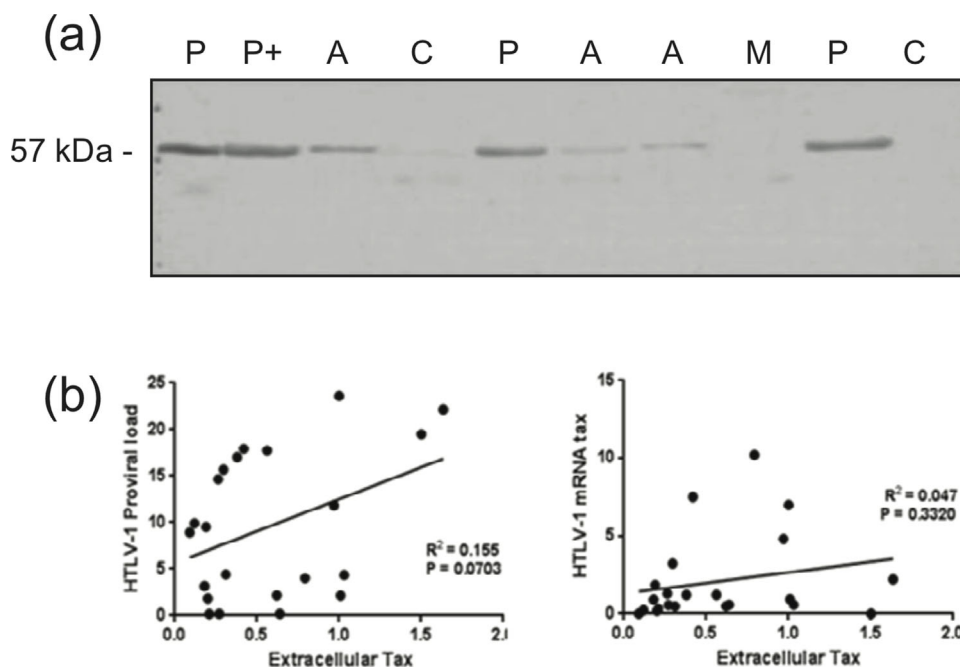 (a)
P P+ A C P A A M P C
57 kDa -
(b)
HTLV-1 Proviral load
25
20
15
10
5
0
0.0 0.5 1.0 1.5 2.0
Extracellular Tax
R² = 0.155
P = 0.0703
HTLV-1 mRNA tax
15
10
5
0
0.0 0.5 1.0 1.5 2.0
Extracellular Tax
R² = 0.047
P = 0.3320